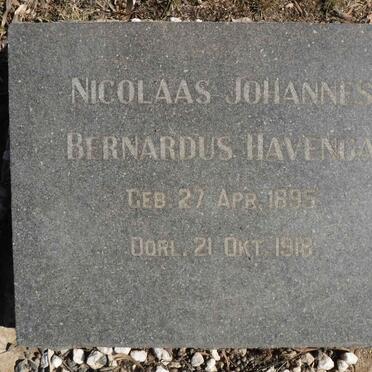 NICOLAAS JOHANNES
BERNARDUS HAVENGA
GEB. 27 APR. 1895
OORL. 21 OKT. 1918